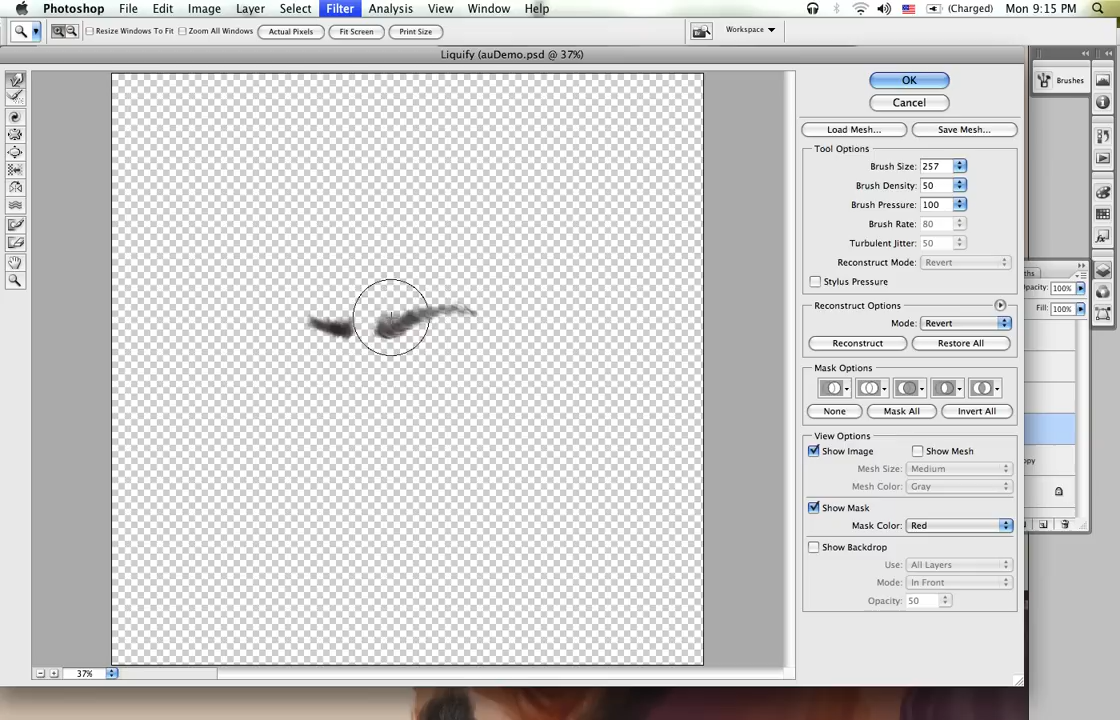 Photoshop File Edit Image Layer Select Filter Analysis View Window Help (Charged) Mon 9:15 PM
Resize Windows To Fit Zoom All Windows Actual Pixels Fit Screen Print Size Workspace
Liquify (auDemo.psd @ 37%)
OK
Brushes
Cancel
Load Mesh... Save Mesh...
Tool Options
Brush Size: 257
Brush Density: 50
Brush Pressure: 100
Brush Rate: 80
Turbulent Jitter: 50
Reconstruct Mode: Revert
Stylus Pressure
Opacity: 100%
Reconstruct Options
Fill: 100%
Mode: Revert
Reconstruct Restore All
Mask Options
None Mask All Invert All
View Options
Show Image Show Mesh
Mesh Size: Medium
Mesh Color: Gray
Show Mask
Mask Color: Red
Show Backdrop
Use: All Layers
Mode: In Front
Opacity: 50
37%